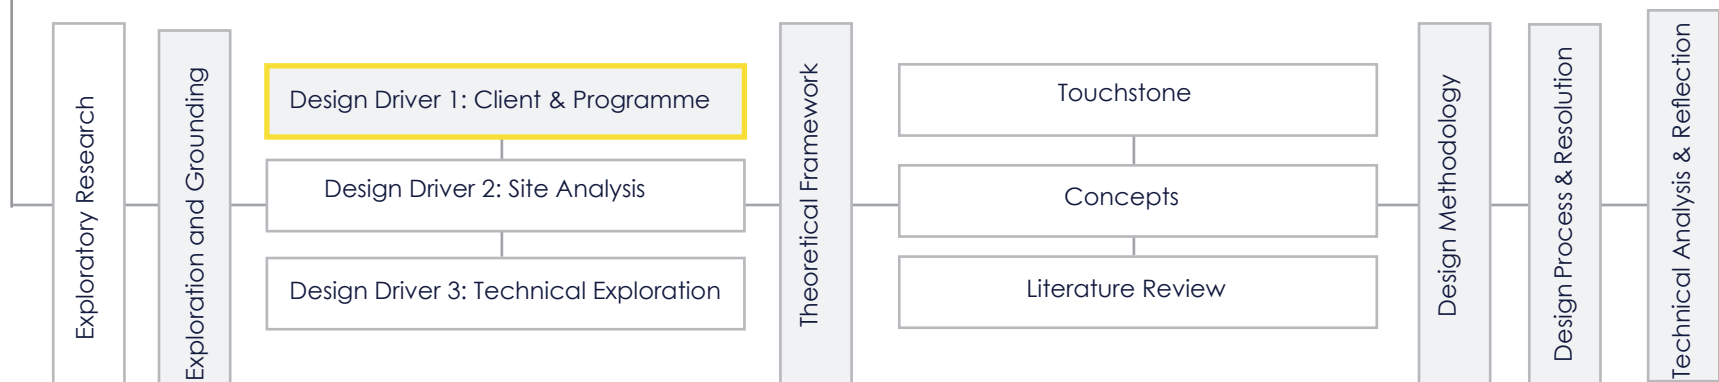 Exploratory Research
Exploration and Grounding
Design Driver 1: Client & Programme
Design Driver 2: Site Analysis
Design Driver 3: Technical Exploration
Theoretical Framework
Touchstone
Concepts
Literature Review
Design Methodology
Design Process & Resolution
Technical Analysis & Reflection